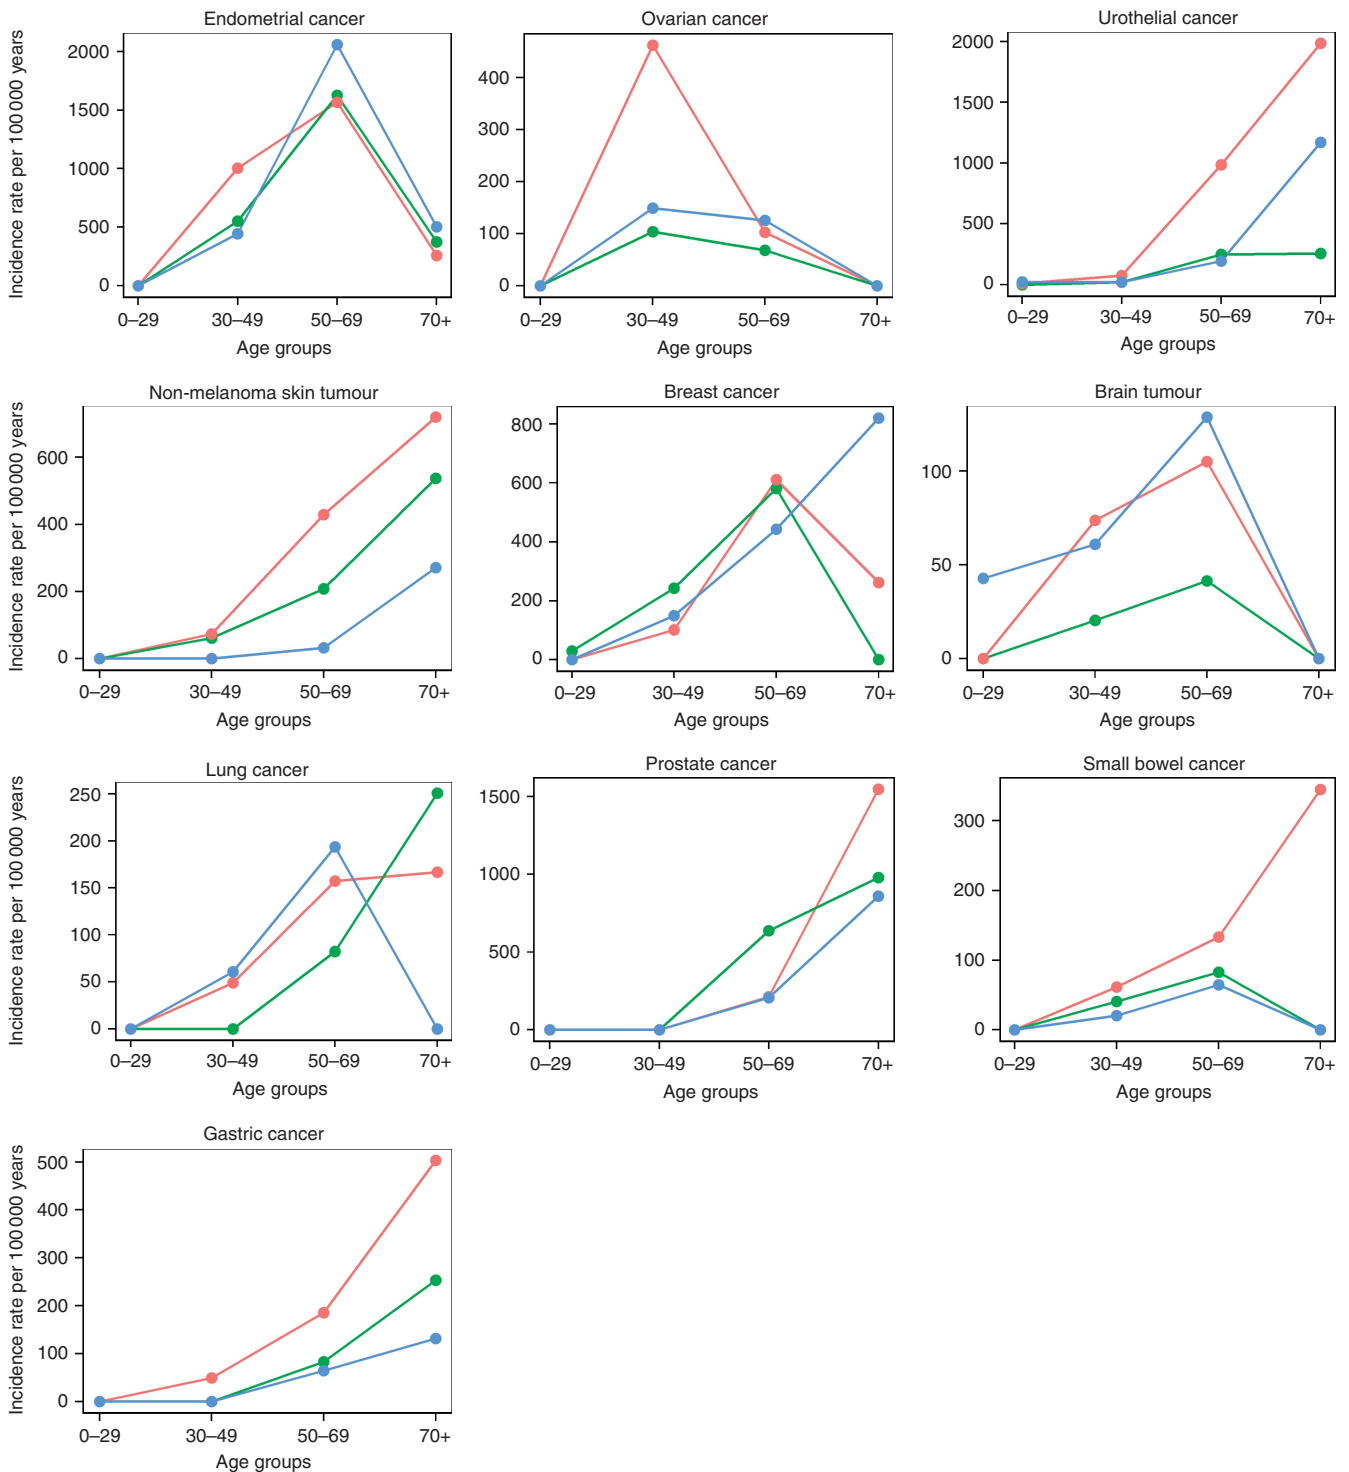 Endometrial cancer
Incidence rate per 100 000 years
2000
1500
1000
500
0
0–29 30–49 50–69 70+
Age groups
Ovarian cancer
400
300
200
100
0
0–29 30–49 50–69 70+
Age groups
Urothelial cancer
2000
1500
1000
500
0
0–29 30–49 50–69 70+
Age groups
Non-melanoma skin tumour
Incidence rate per 100 000 years
600
400
200
0
0–29 30–49 50–69 70+
Age groups
Breast cancer
800
600
400
200
0
0–29 30–49 50–69 70+
Age groups
Brain tumour
100
50
0
0–29 30–49 50–69 70+
Age groups
Lung cancer
Incidence rate per 100 000 years
250
200
150
100
50
0
0–29 30–49 50–69 70+
Age groups
Prostate cancer
1500
1000
500
0
0–29 30–49 50–69 70+
Age groups
Small bowel cancer
300
200
100
0
0–29 30–49 50–69 70+
Age groups
Gastric cancer
Incidence rate per 100 000 years
500
400
300
200
100
0
0–29 30–49 50–69 70+
Age groups